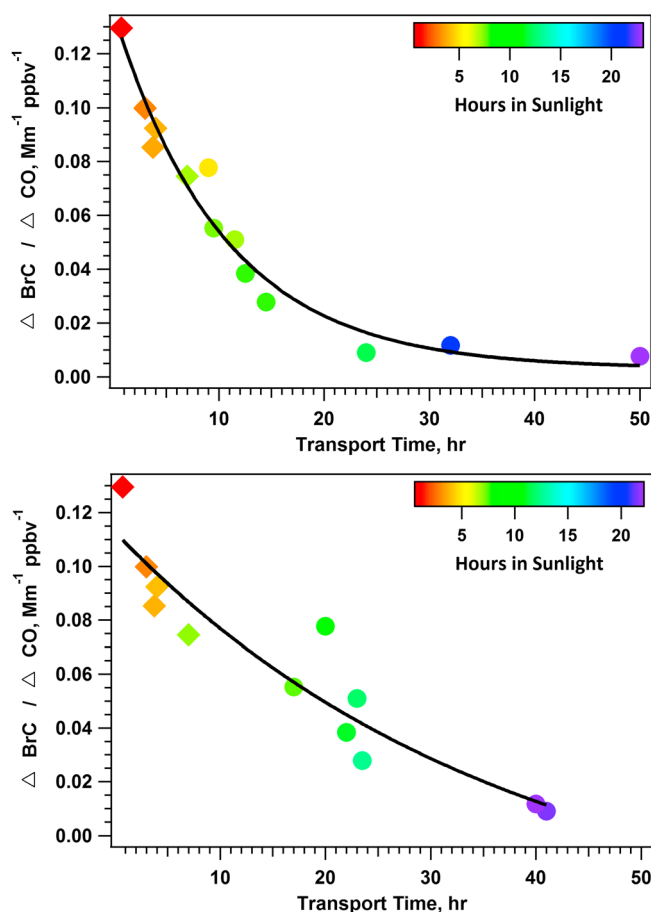 0.12
0.10
0.08
0.06
0.04
0.02
0.00
△ BrC / △ CO, Mm⁻¹ ppbv⁻¹
5 10 15 20
Hours in Sunlight
10 20 30 40 50
Transport Time, hr
0.12
0.10
0.08
0.06
0.04
0.02
0.00
△ BrC / △ CO, Mm⁻¹ ppbv⁻¹
5 10 15 20
Hours in Sunlight
10 20 30 40 50
Transport Time, hr